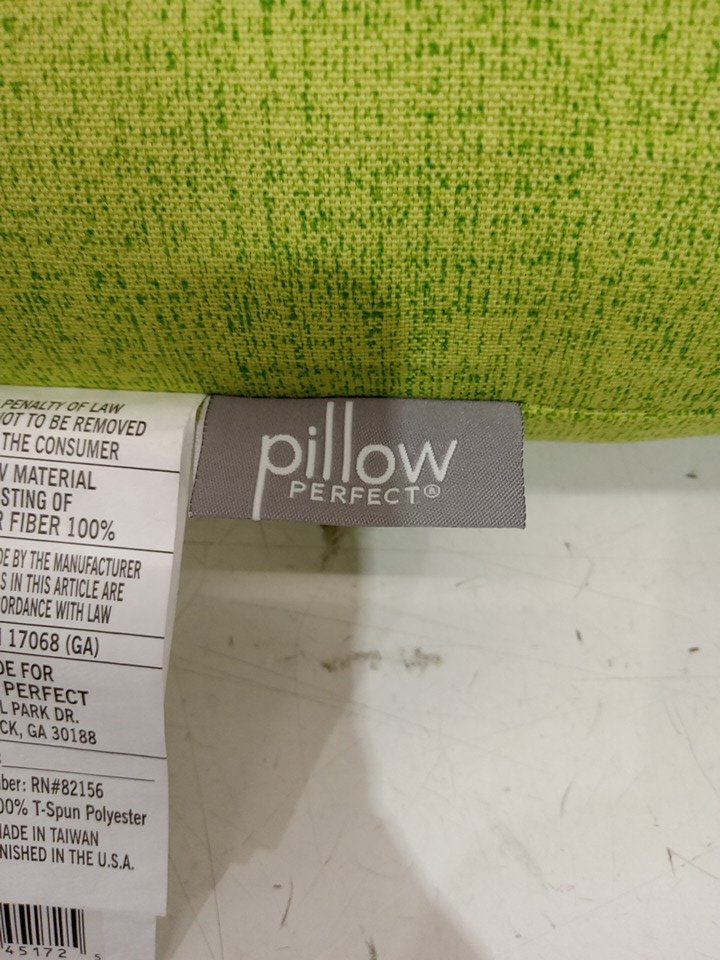 PENALTY OF LAW
NOT TO BE REMOVED
THE CONSUMER
MATERIAL
STING OF
R FIBER 100%
DE BY THE MANUFACTURER
S IN THIS ARTICLE ARE
ORDANCE WITH LAW
17068 (GA)
DE FOR
PERFECT
L PARK DR.
CK, GA 30188
ber: RN#82156
00% T-Spun Polyester
MADE IN TAIWAN
NISHED IN THE U.S.A.
45172 5
pillow
PERFECT®